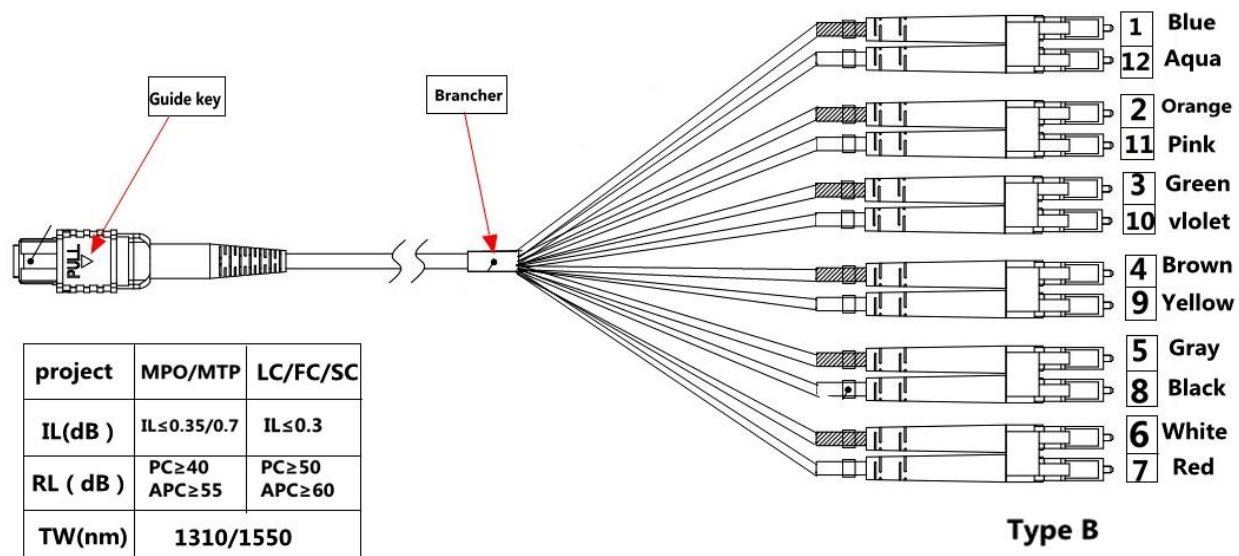 1 Blue
12 Aqua
Guide key
Brancher
2 Orange
11 Pink
3 Green
10 vlolet
PULL
4 Brown
9 Yellow
5 Gray
8 Black
6 White
7 Red
project MPO/MTP LC/FC/SC
IL(dB ) IL≤0.35/0.7 IL≤0.3
RL ( dB ) PC≥40 PC≥50
APC≥55 APC≥60
TW(nm) 1310/1550
Type B